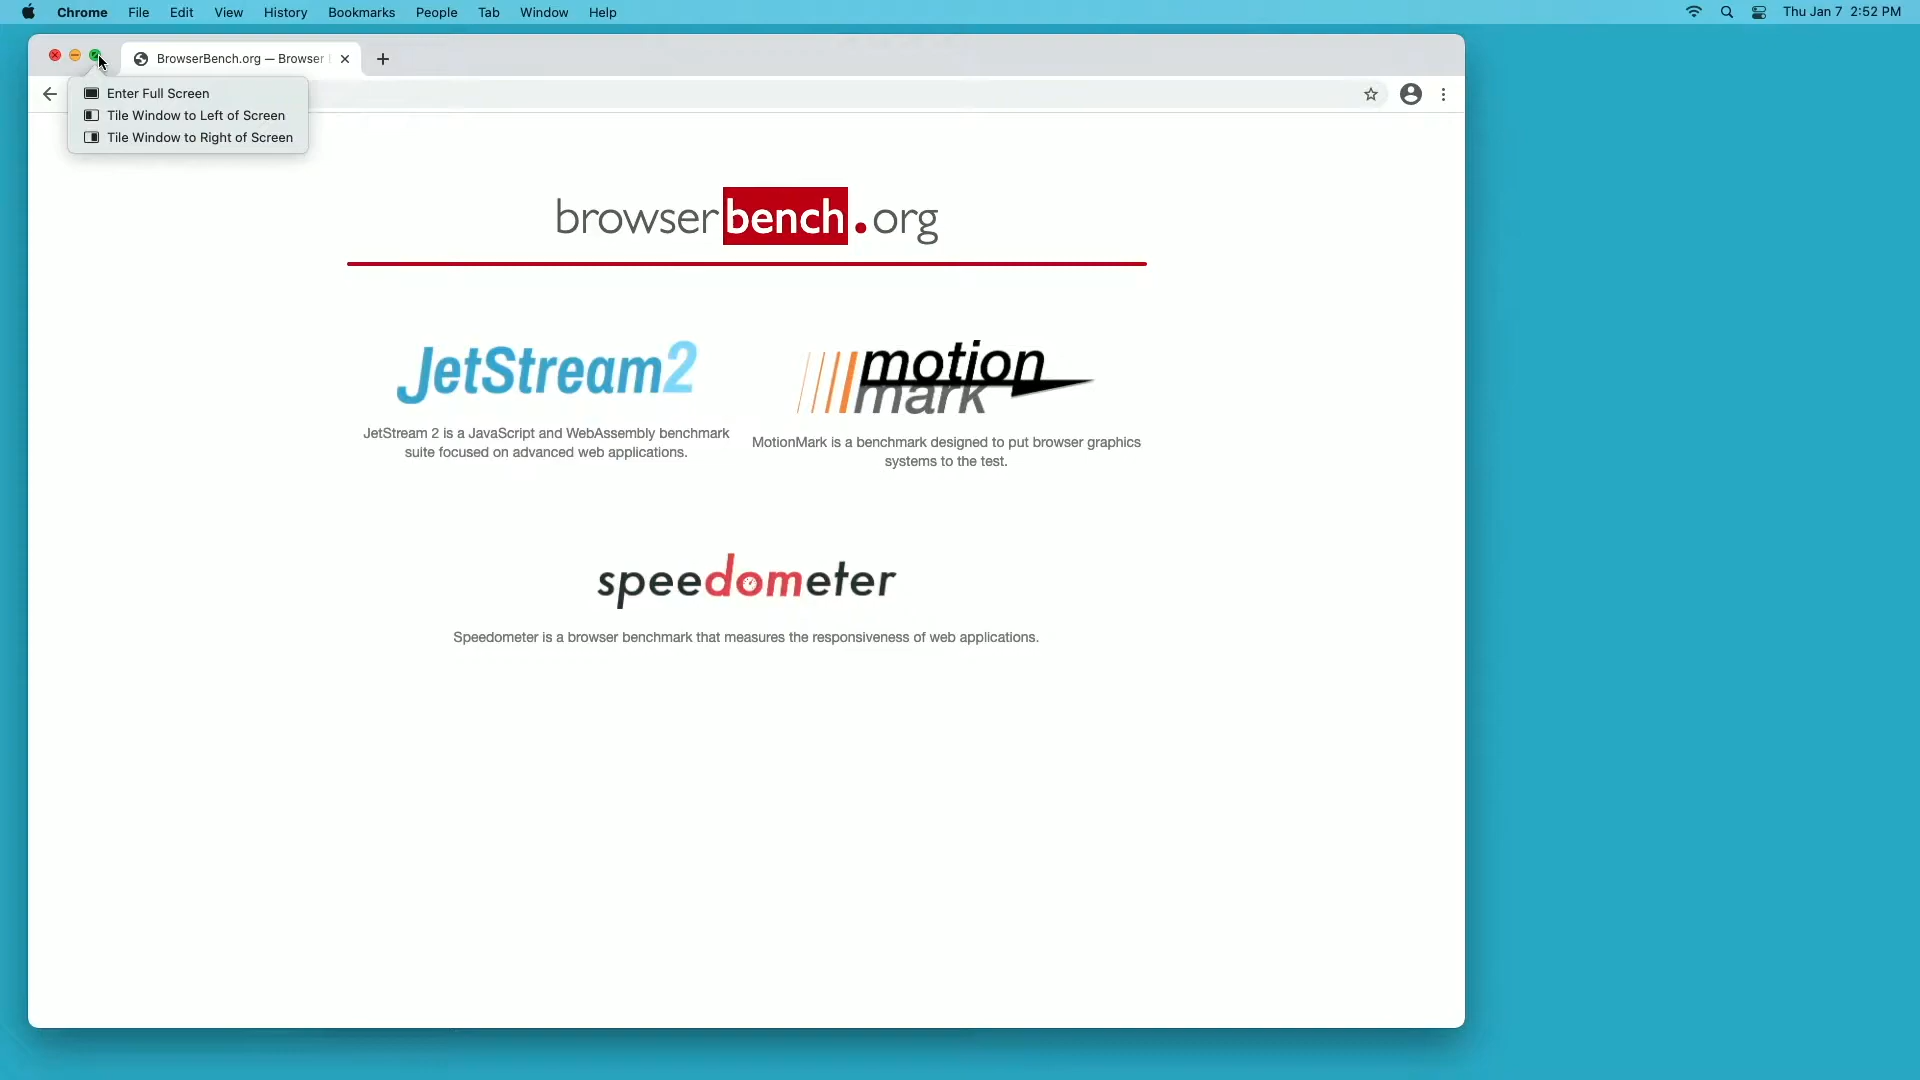 Chrome File Edit View History Bookmarks People Tab Window Help Thu Jan 7 2:52 PM
BrowserBench.org — Browser
Enter Full Screen
Tile Window to Left of Screen
Tile Window to Right of Screen
browserbench.org
JetStream2
JetStream 2 is a JavaScript and WebAssembly benchmark
suite focused on advanced web applications.
motion
mark
MotionMark is a benchmark designed to put browser graphics
systems to the test.
speedometer
Speedometer is a browser benchmark that measures the responsiveness of web applications.